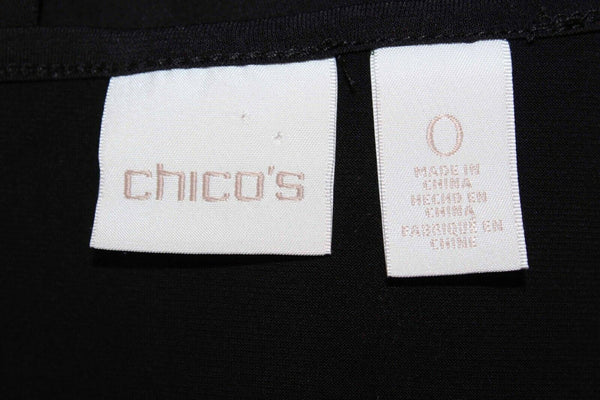 chico's
0
MADE IN
CHINA
HECHO EN
CHINA
FABRIQUÉ EN
CHINE